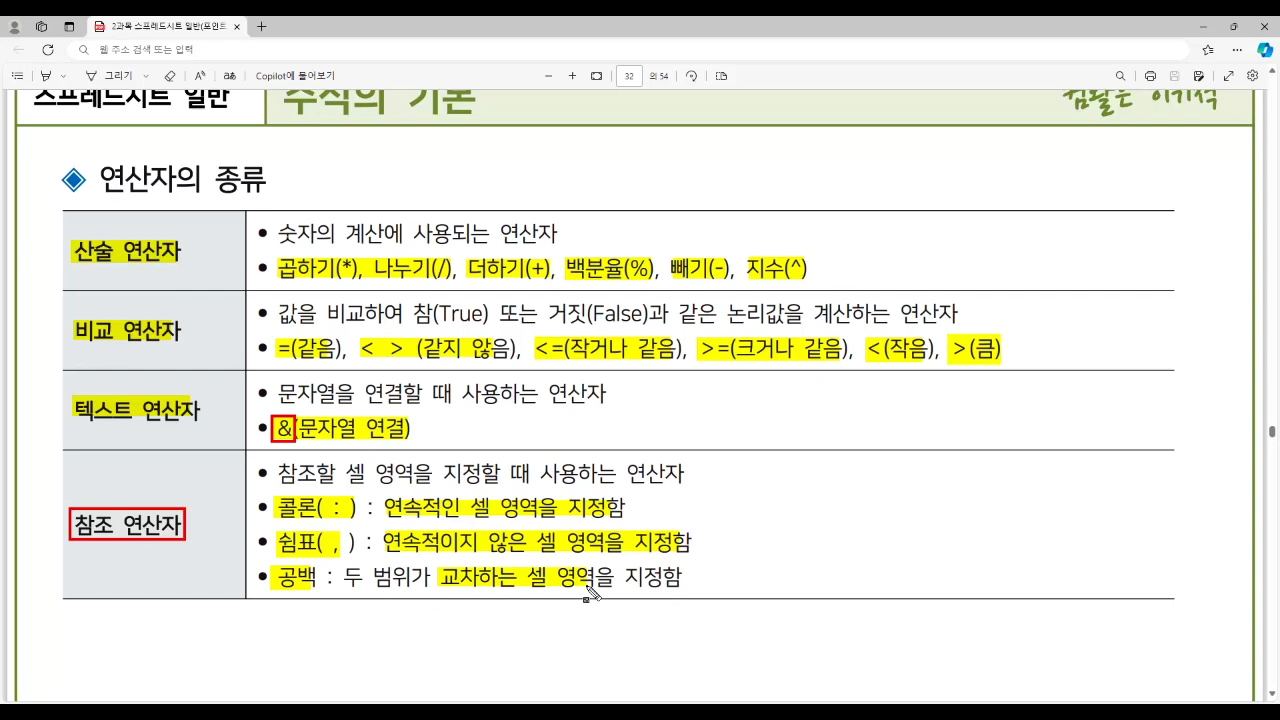 2과목 스프레드시트 일반(포인트
웹 주소 검색 또는 입력
그리기
Copilot에 물어보기
32 의 54
스프레드시트 일반
수식의 기본
컴활은 이기적
연산자의 종류
산술 연산자
• 숫자의 계산에 사용되는 연산자
• 곱하기(*), 나누기(/), 더하기(+), 백분율(%), 빼기(-), 지수(^)
비교 연산자
• 값을 비교하여 참(True) 또는 거짓(False)과 같은 논리값을 계산하는 연산자
• =(같음), < > (같지 않음), <=(작거나 같음), >=(크거나 같음), <(작음), >(큼)
텍스트 연산자
• 문자열을 연결할 때 사용하는 연산자
• &(문자열 연결)
참조 연산자
• 참조할 셀 영역을 지정할 때 사용하는 연산자
• 콜론( : ) : 연속적인 셀 영역을 지정함
• 쉼표( , ) : 연속적이지 않은 셀 영역을 지정함
• 공백 : 두 범위가 교차하는 셀 영역을 지정함